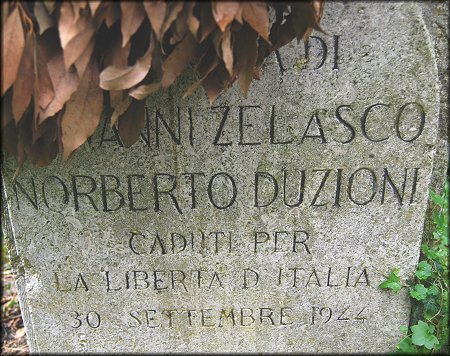 A DI
ANNI ZELASCO
NORBERTO DUZIONI
CADUTI PER
LA LIBERTA D ITALIA
30 SETTEMBRE 1944